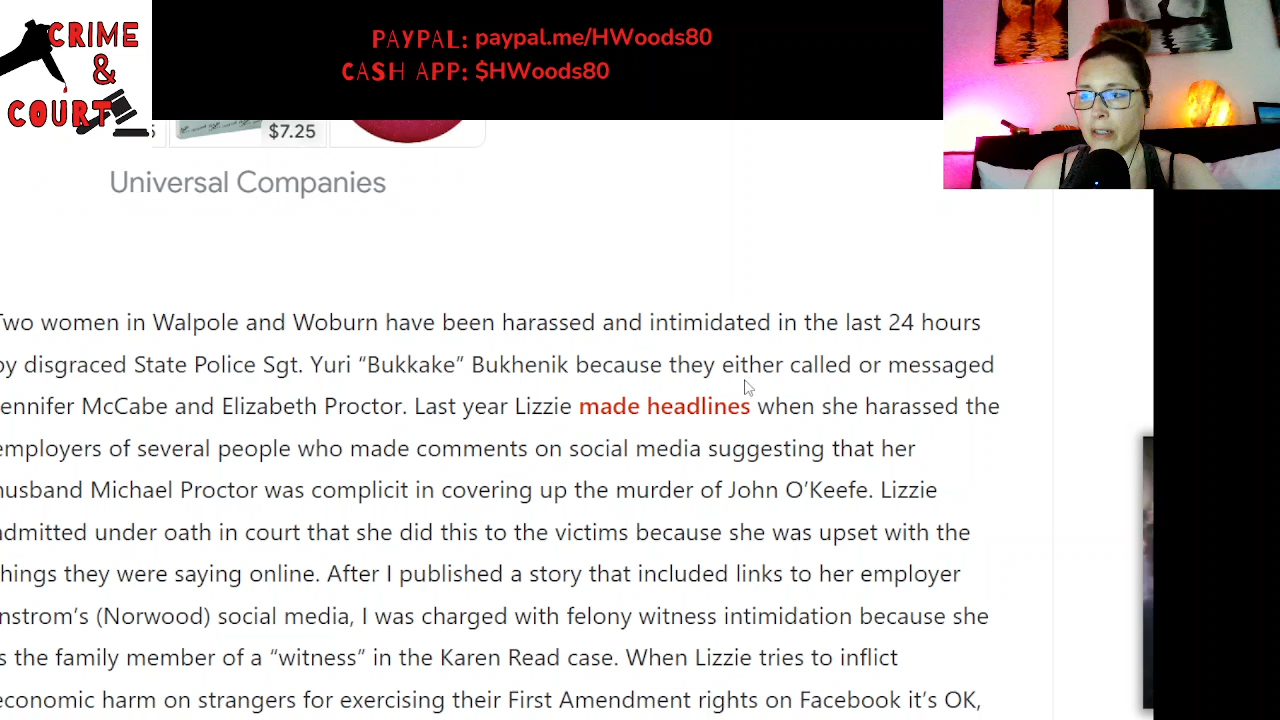 CRIME
&
COURT
PAYPAL: paypal.me/HWoods80
CASH APP: $HWoods80
5
$7.25
Universal Companies
Two women in Walpole and Woburn have been harassed and intimidated in the last 24 hours
by disgraced State Police Sgt. Yuri “Bukkake” Bukhenik because they either called or messaged
Jennifer McCabe and Elizabeth Proctor. Last year Lizzie made headlines when she harassed the
employers of several people who made comments on social media suggesting that her
husband Michael Proctor was complicit in covering up the murder of John O’Keefe. Lizzie
admitted under oath in court that she did this to the victims because she was upset with the
things they were saying online. After I published a story that included links to her employer
nstrom’s (Norwood) social media, I was charged with felony witness intimidation because she
is the family member of a “witness” in the Karen Read case. When Lizzie tries to inflict
economic harm on strangers for exercising their First Amendment rights on Facebook it’s OK,